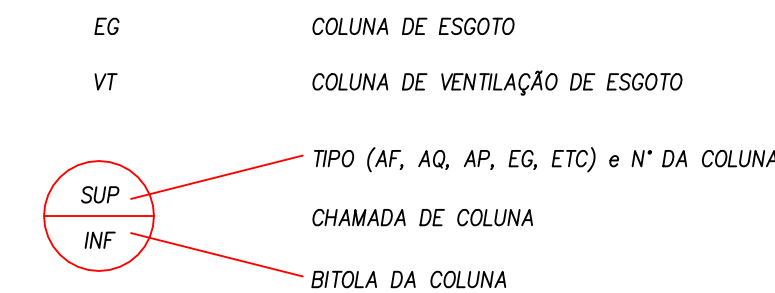 EG COLUNA DE ESGOTO
VT COLUNA DE VENTILAÇÃO DE ESGOTO
TIPO (AF, AQ, AP, EG, ETC) e N° DA COLUNA
SUP
CHAMADA DE COLUNA
INF
BITOLA DA COLUNA